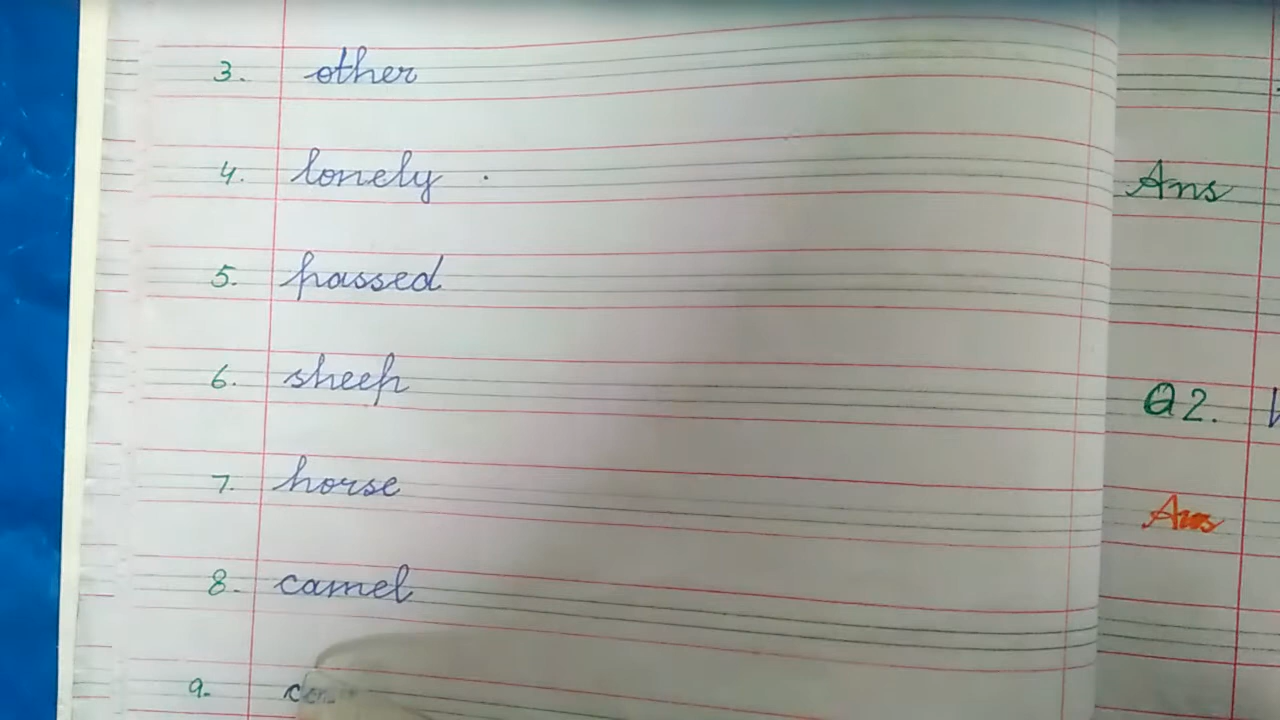 3. other
4. lonely .
5. passed
6. sheep
7. horse
8. camel
9.
Ans
Q2.
Ans